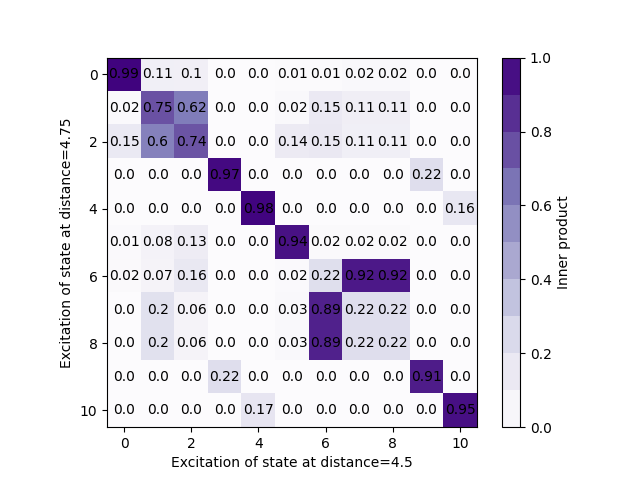 0 0.99 0.11 0.1 0.0 0.0 0.01 0.01 0.02 0.02 0.0 0.0
0.02 0.75 0.62 0.0 0.0 0.02 0.15 0.11 0.11 0.0 0.0
2 0.15 0.6 0.74 0.0 0.0 0.14 0.15 0.11 0.11 0.0 0.0
0.0 0.0 0.0 0.97 0.0 0.0 0.0 0.0 0.0 0.22 0.0
4 0.0 0.0 0.0 0.0 0.98 0.0 0.0 0.0 0.0 0.0 0.16
0.01 0.08 0.13 0.0 0.0 0.94 0.02 0.02 0.02 0.0 0.0
6 0.02 0.07 0.16 0.0 0.0 0.02 0.22 0.92 0.92 0.0 0.0
0.0 0.2 0.06 0.0 0.0 0.03 0.89 0.22 0.22 0.0 0.0
8 0.0 0.2 0.06 0.0 0.0 0.03 0.89 0.22 0.22 0.0 0.0
0.0 0.0 0.0 0.22 0.0 0.0 0.0 0.0 0.0 0.91 0.0
10 0.0 0.0 0.0 0.0 0.17 0.0 0.0 0.0 0.0 0.0 0.95
0 2 4 6 8 10
Excitation of state at distance=4.5
Excitation of state at distance=4.75
1.0
0.8
0.6
0.4
0.2
0.0
Inner product